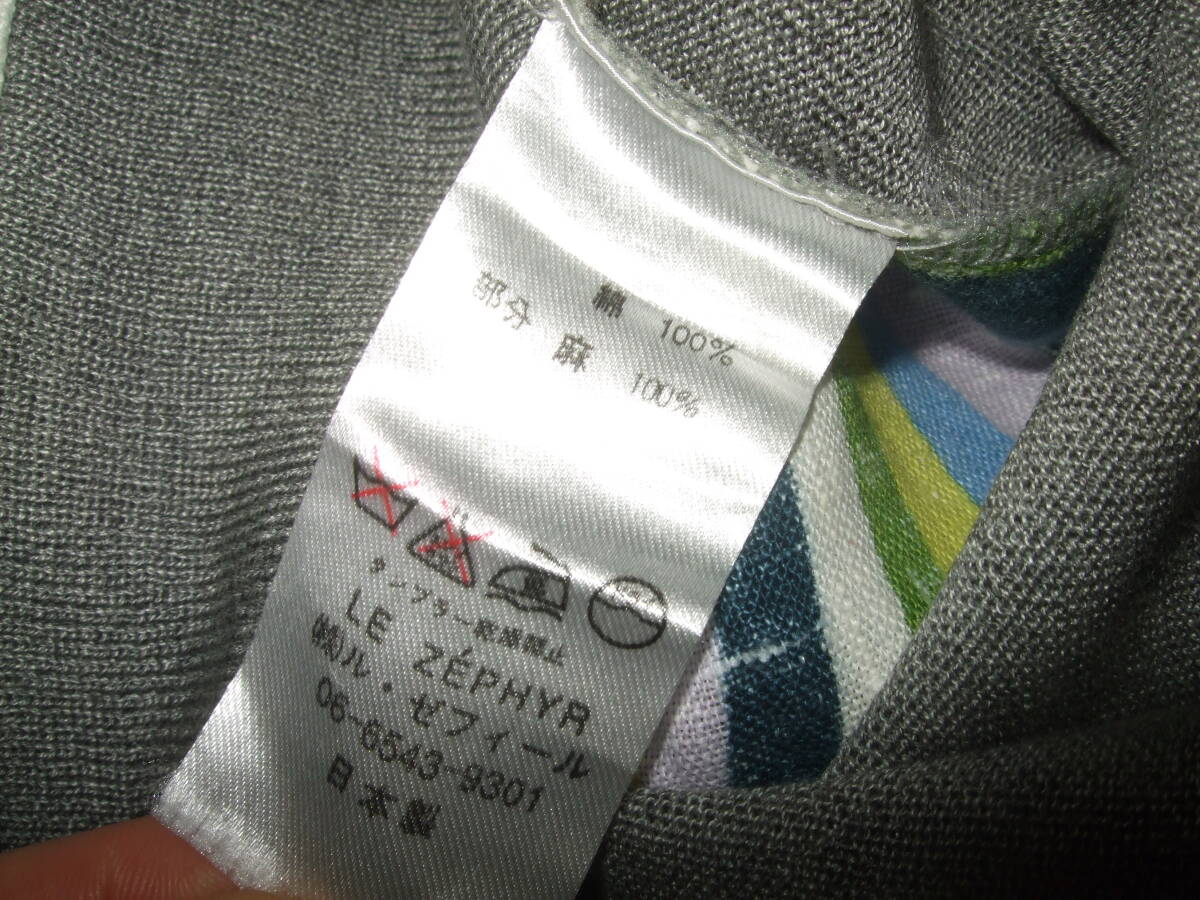 綿 100%
部分 麻 100%
タンブラー乾燥禁止
LE ZÉPHYR
㈱ル・ゼフィール
06-6543-9301
日本製